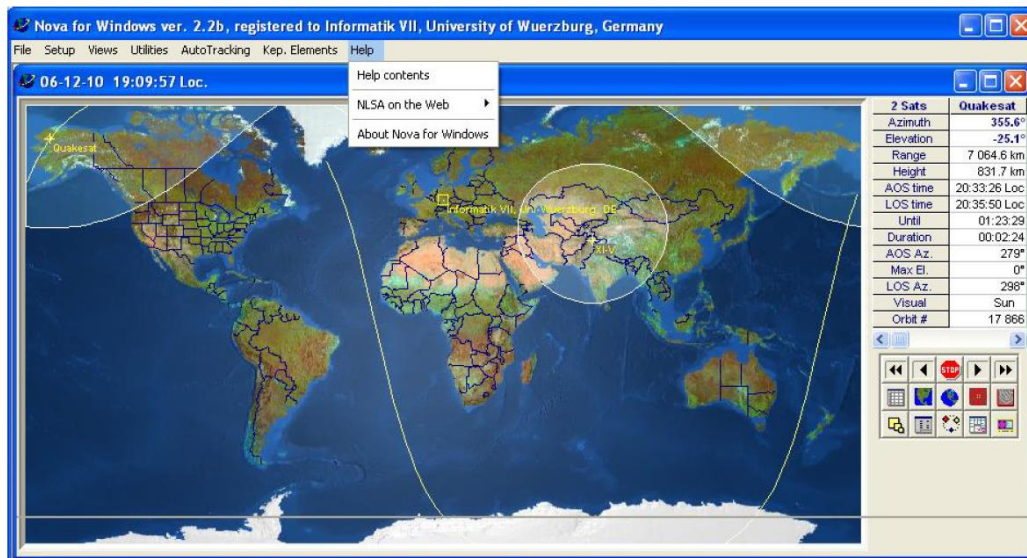 Nova for Windows ver. 2.2b, registered to Informatik VII, University of Wuerzburg, Germany
File Setup Views Utilities AutoTracking Kep. Elements Help
Help contents
NLSA on the Web
About Nova for Windows
06-12-10 19:09:57 Loc.
Quakesat
Informatik VII, Uni Wuerzburg, DE
XI-V
2 Sats Quakesat
Azimuth 355.6°
Elevation -25.1°
Range 7 064.6 km
Height 831.7 km
AOS time 20:33:26 Loc
LOS time 20:35:50 Loc
Until 01:23:29
Duration 00:02:24
AOS Az. 279°
Max El. 0°
LOS Az. 298°
Visual Sun
Orbit # 17 866
STOP